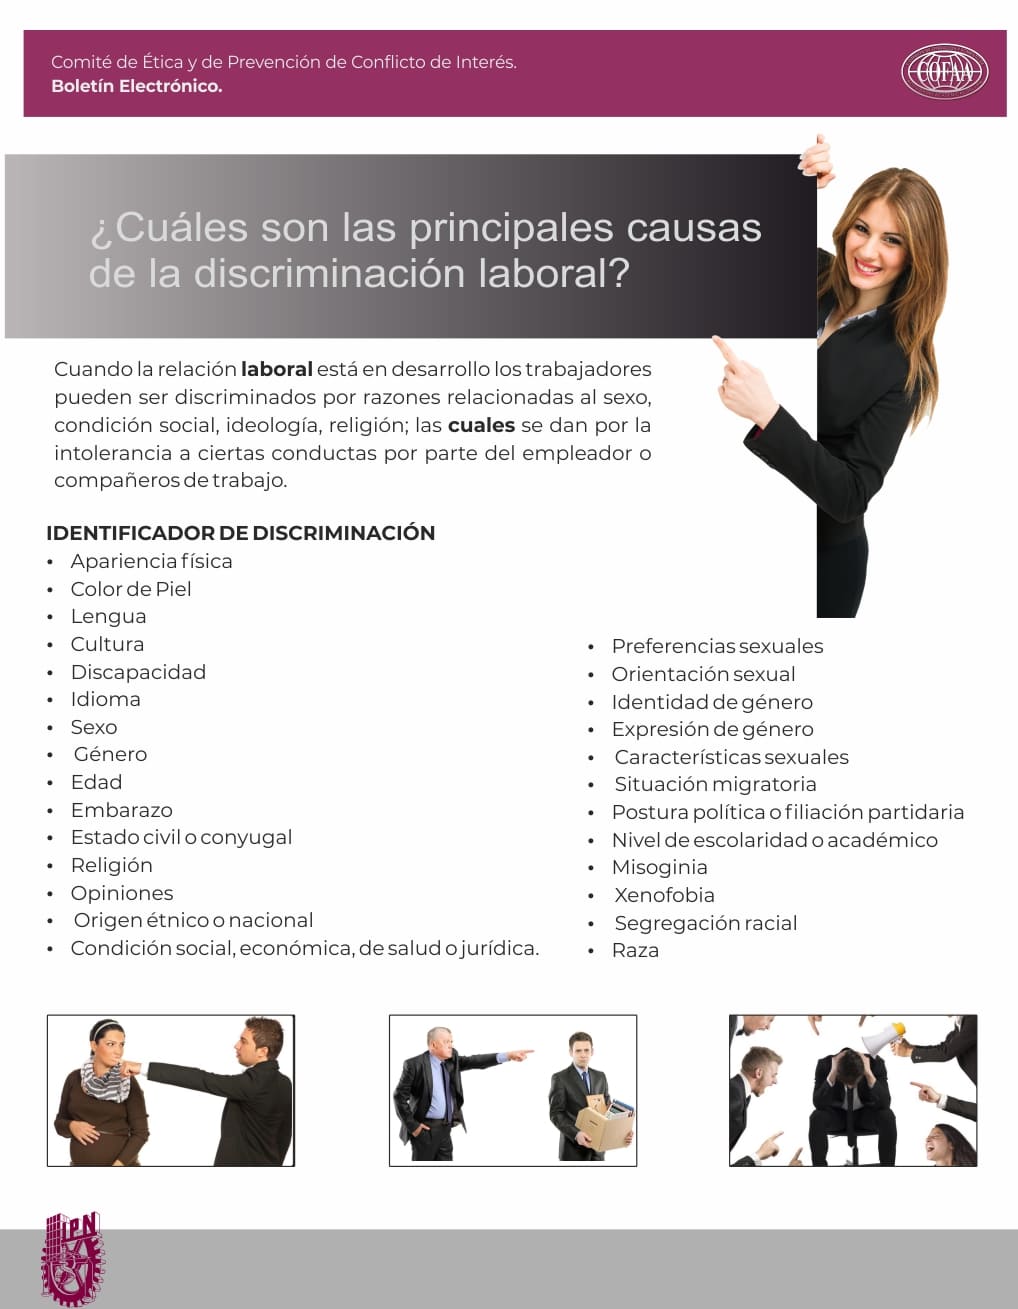 Comité de Ética y de Prevención de Conflicto de Interés.
Boletín Electrónico.
COFAA
¿Cuáles son las principales causas
de la discriminación laboral?
Cuando la relación laboral está en desarrollo los trabajadores
pueden ser discriminados por razones relacionadas al sexo,
condición social, ideología, religión; las cuales se dan por la
intolerancia a ciertas conductas por parte del empleador o
compañeros de trabajo.
IDENTIFICADOR DE DISCRIMINACIÓN
• Apariencia física
• Color de Piel
• Lengua
• Cultura
• Discapacidad
• Idioma
• Sexo
• Género
• Edad
• Embarazo
• Estado civil o conyugal
• Religión
• Opiniones
• Origen étnico o nacional
• Condición social, económica, de salud o jurídica.
• Preferencias sexuales
• Orientación sexual
• Identidad de género
• Expresión de género
• Características sexuales
• Situación migratoria
• Postura política o filiación partidaria
• Nivel de escolaridad o académico
• Misoginia
• Xenofobia
• Segregación racial
• Raza
IPN